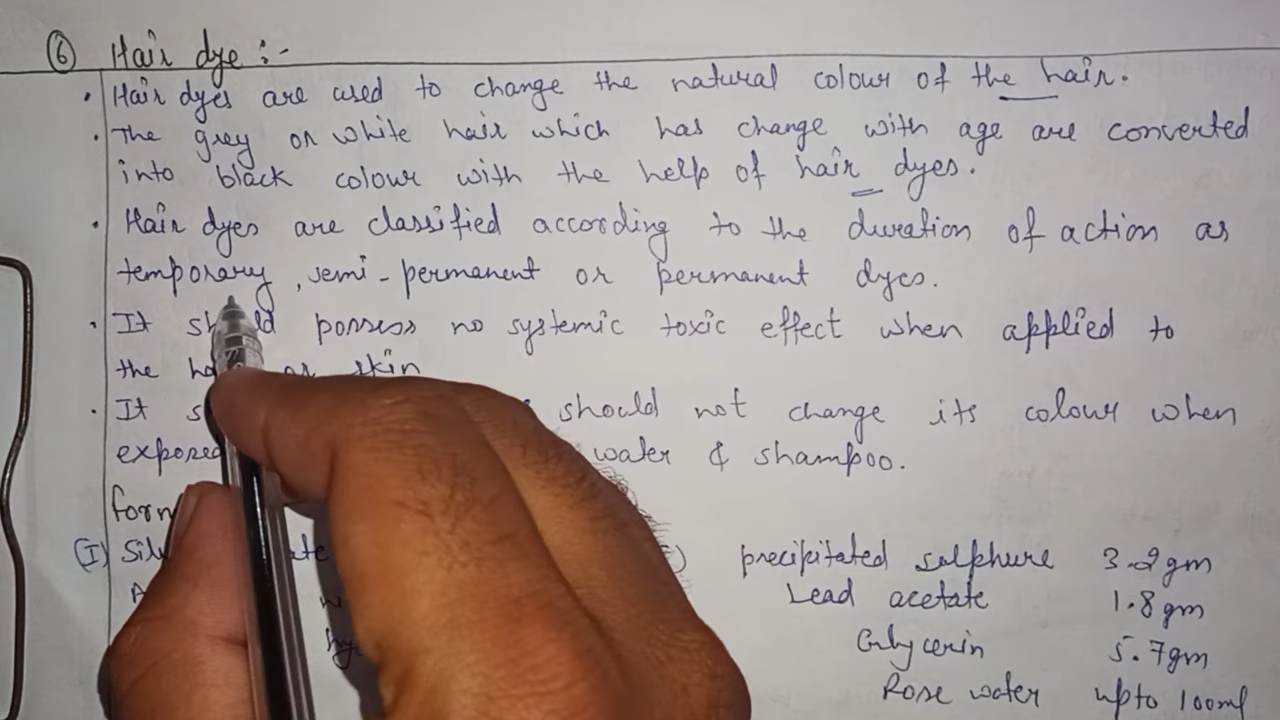 ⑥ Hair dye :-
• Hair dyes are used to change the natural colour of the hair.
• The grey or white hair which has change with age are converted
into black colour with the help of hair dyes.
• Hair dyes are classified according to the duration of action as
temporary, semi-permanent or permanent dyes.
• It possess no systemic toxic effect when applied to
the or skin
• It should not change its colour when
water & shampoo.
(I)
precipitated sulphure 3.2gm
Lead acetate 1.8gm
Glycerin 5.7gm
Rose water upto 100ml